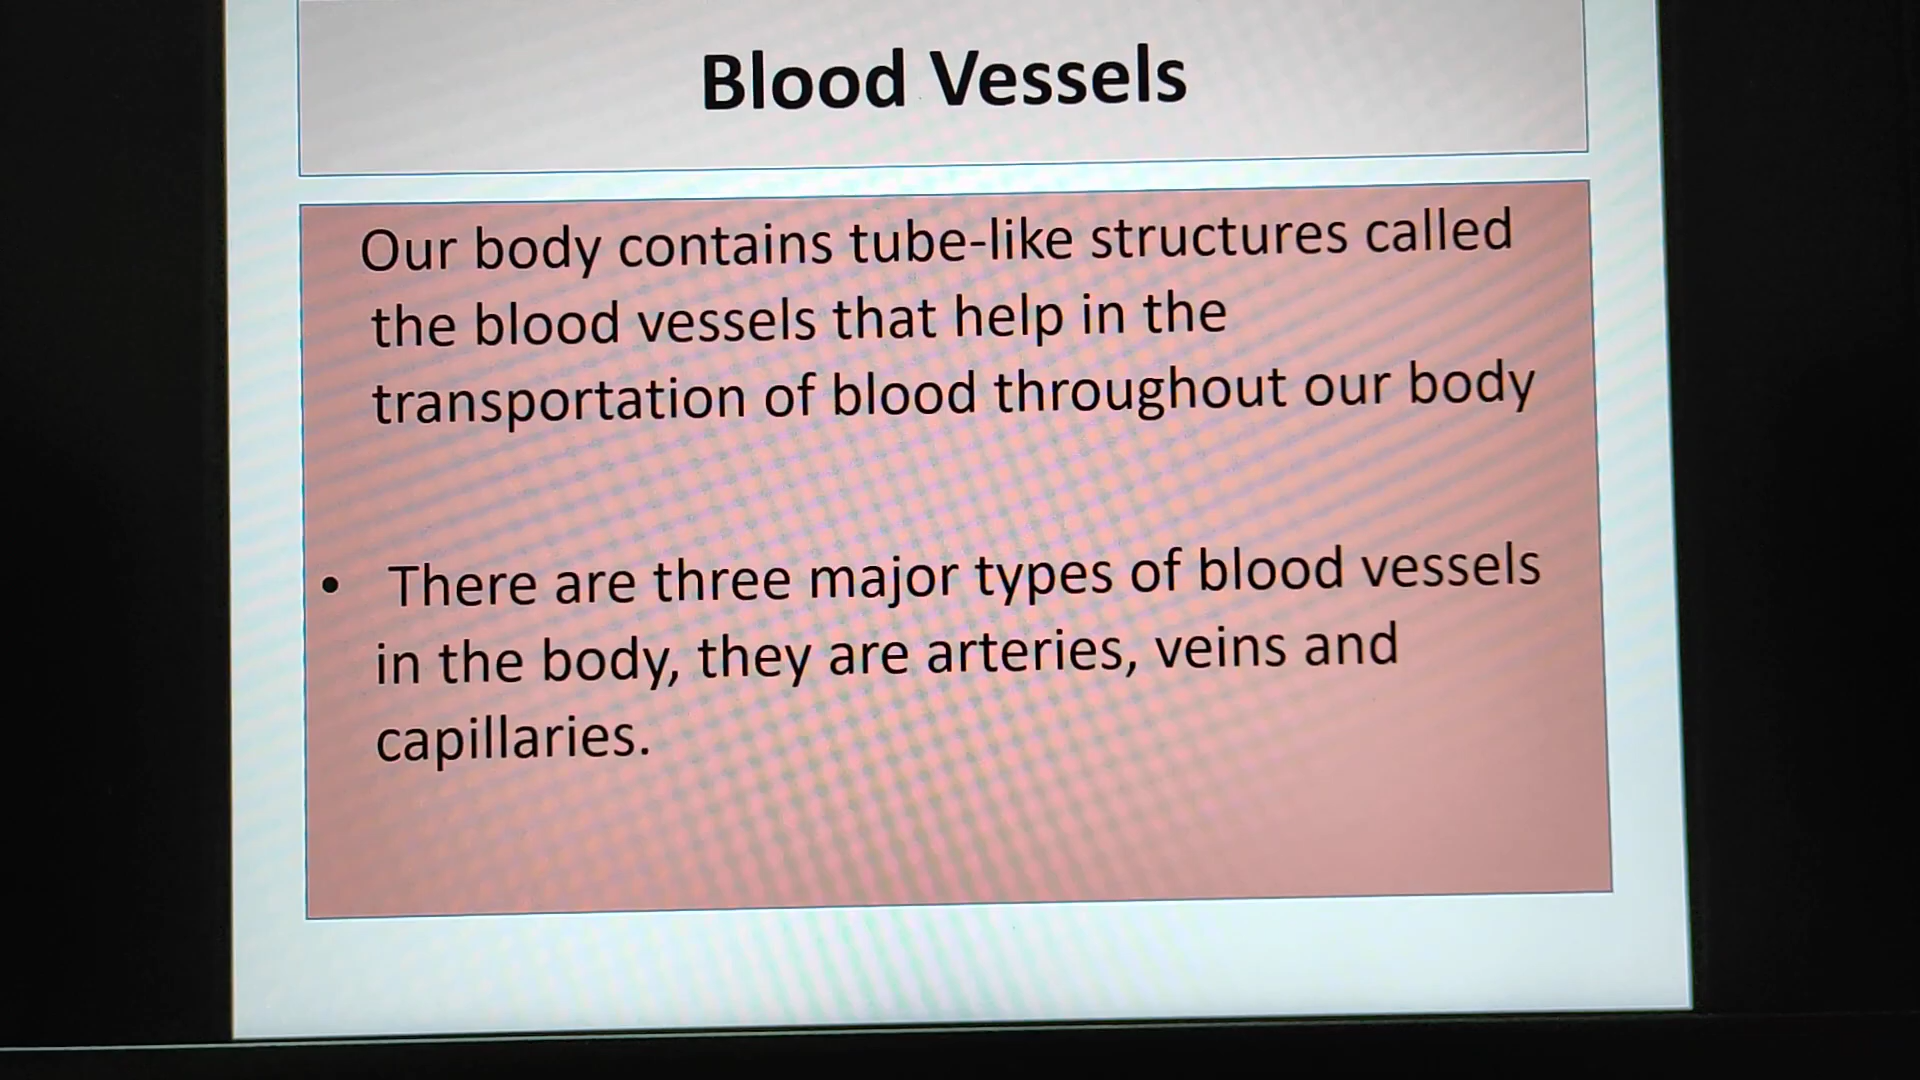 Blood Vessels
Our body contains tube-like structures called
the blood vessels that help in the
transportation of blood throughout our body
• There are three major types of blood vessels
in the body, they are arteries, veins and
capillaries.